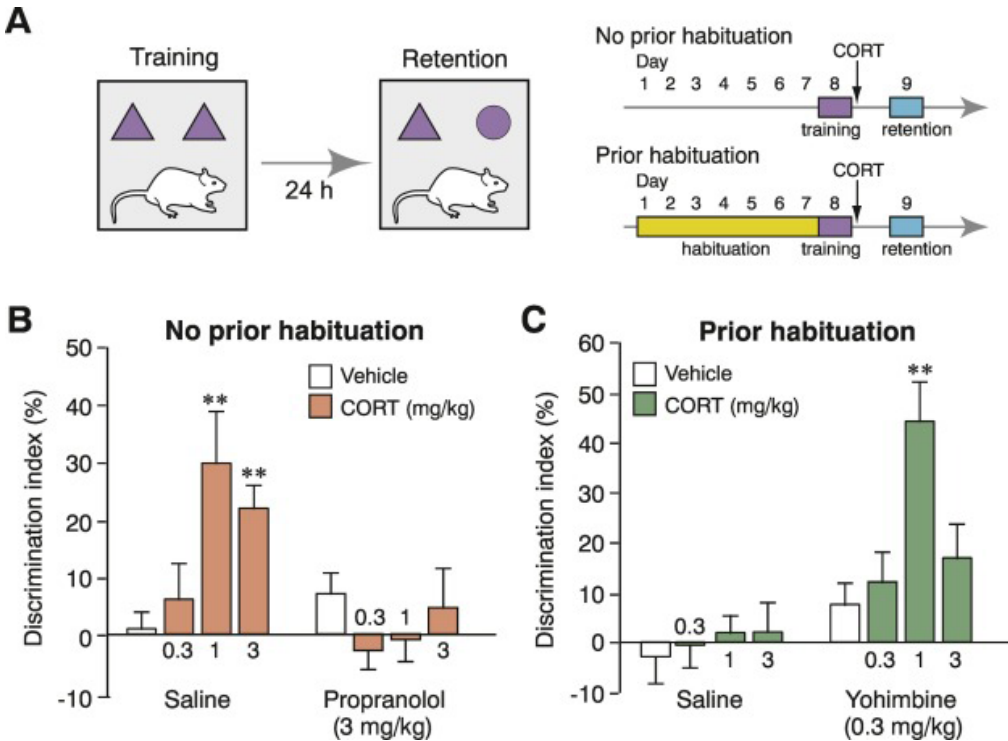 A
Training
Retention
24 h
No prior habituation
CORT
Day
1 2 3 4 5 6 7 8 9
training
retention
Prior habituation
CORT
Day
1 2 3 4 5 6 7 8 9
habituation
training
retention
B
No prior habituation
Discrimination index (%)
50
40
30
20
10
0
-10
Vehicle
CORT (mg/kg)
**
**
0.3 1
0.3 1 3
3
Saline
Propranolol
(3 mg/kg)
C
Prior habituation
Discrimination index (%)
60
50
40
30
20
10
0
-10
Vehicle
CORT (mg/kg)
**
0.3
1 3
0.3 1 3
Saline
Yohimbine
(0.3 mg/kg)